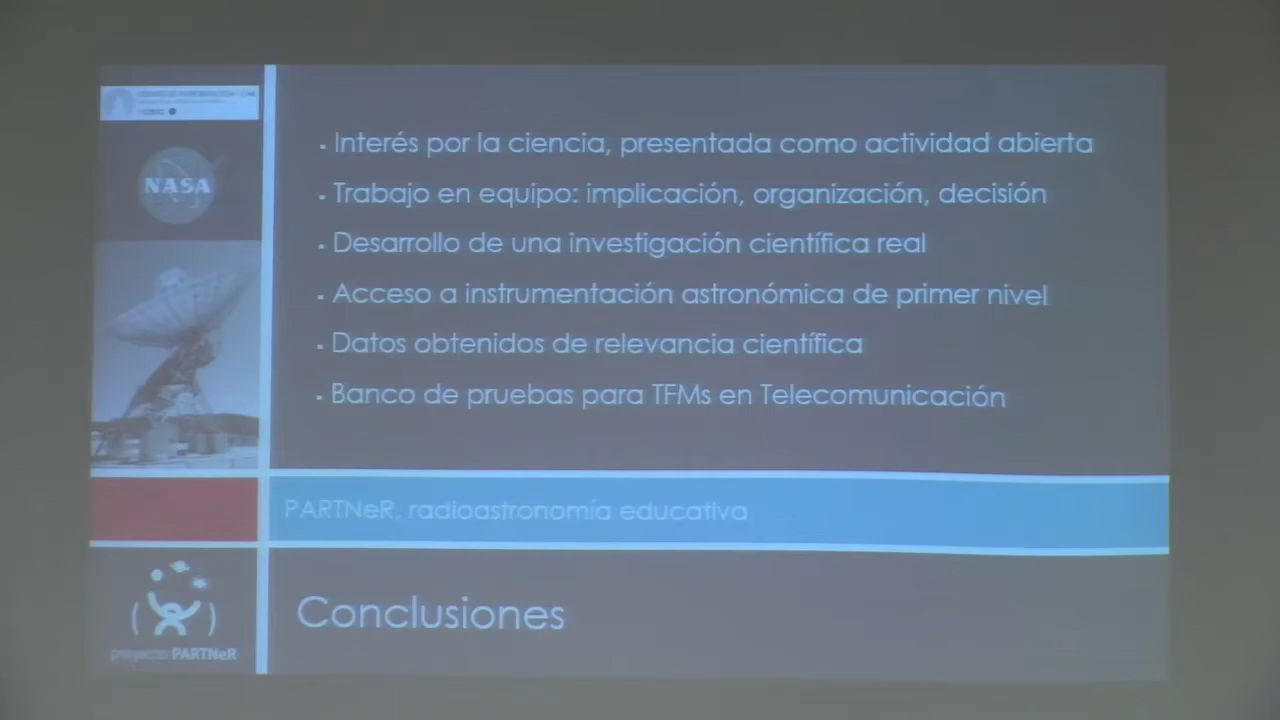 NASA
Interés por la ciencia, presentada como actividad abierta
Trabajo en equipo: implicación, organización, decisión
Desarrollo de una investigación científica real
Acceso a instrumentación astronómica de primer nivel
Datos obtenidos de relevancia científica
Banco de pruebas para TFMs en Telecomunicación
PARTNeR, radioastronomía educativa
Conclusiones
proyecto PARTNeR